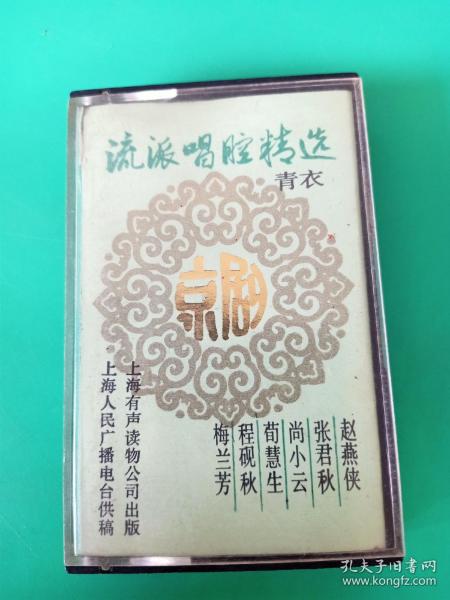 流派唱腔精选
青衣
京剧
赵燕侠
张君秋
尚小云
荀慧生
程砚秋
梅兰芳
上海有声读物公司出版
上海人民广播电台供稿
孔夫子旧书网
www.kongfz.com